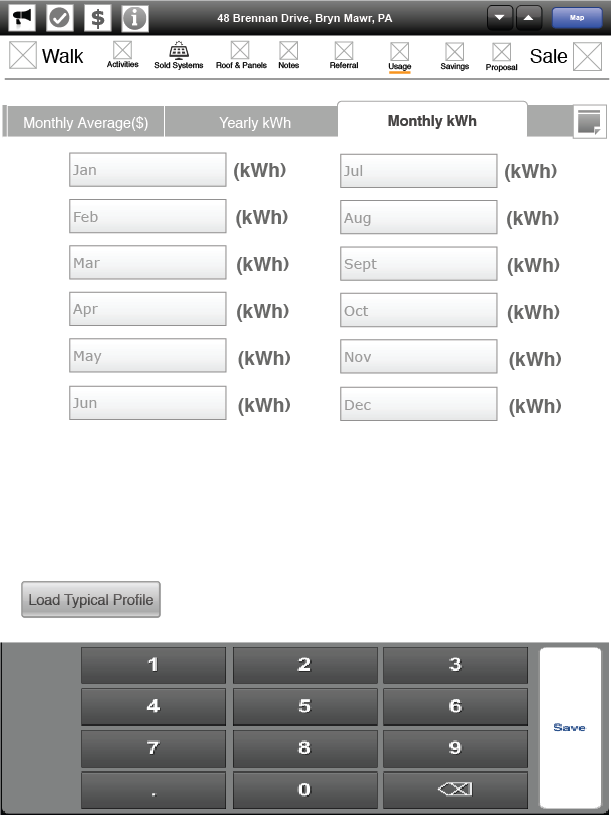 $ i 48 Brennan Drive, Bryn Mawr, PA Map
Walk Activities Sold Systems Roof & Panels Notes Referral Usage Savings Proposal Sale
Monthly Average($) Yearly kWh Monthly kWh
Jan (kWh) Jul (kWh)
Feb (kWh) Aug (kWh)
Mar (kWh) Sept (kWh)
Apr (kWh) Oct (kWh)
May (kWh) Nov (kWh)
Jun (kWh) Dec (kWh)
Load Typical Profile
1 2 3
4 5 6
Save
7 8 9
. 0